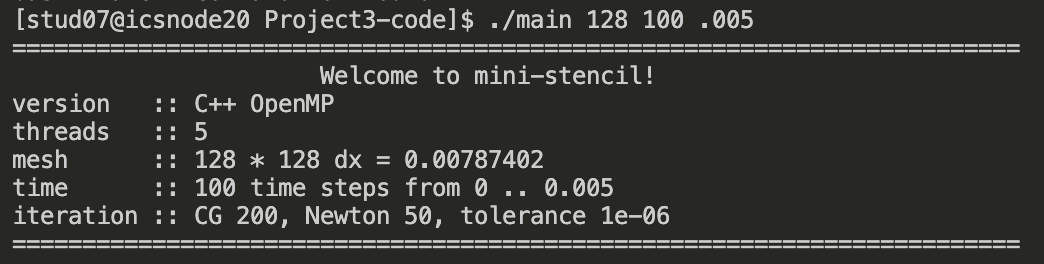 [stud07@icsnode20 Project3-code]$ ./main 128 100 .005
========================================================================
Welcome to mini-stencil!
version   :: C++ OpenMP
threads   :: 5
mesh      :: 128 * 128 dx = 0.00787402
time      :: 100 time steps from 0 .. 0.005
iteration :: CG 200, Newton 50, tolerance 1e-06
========================================================================